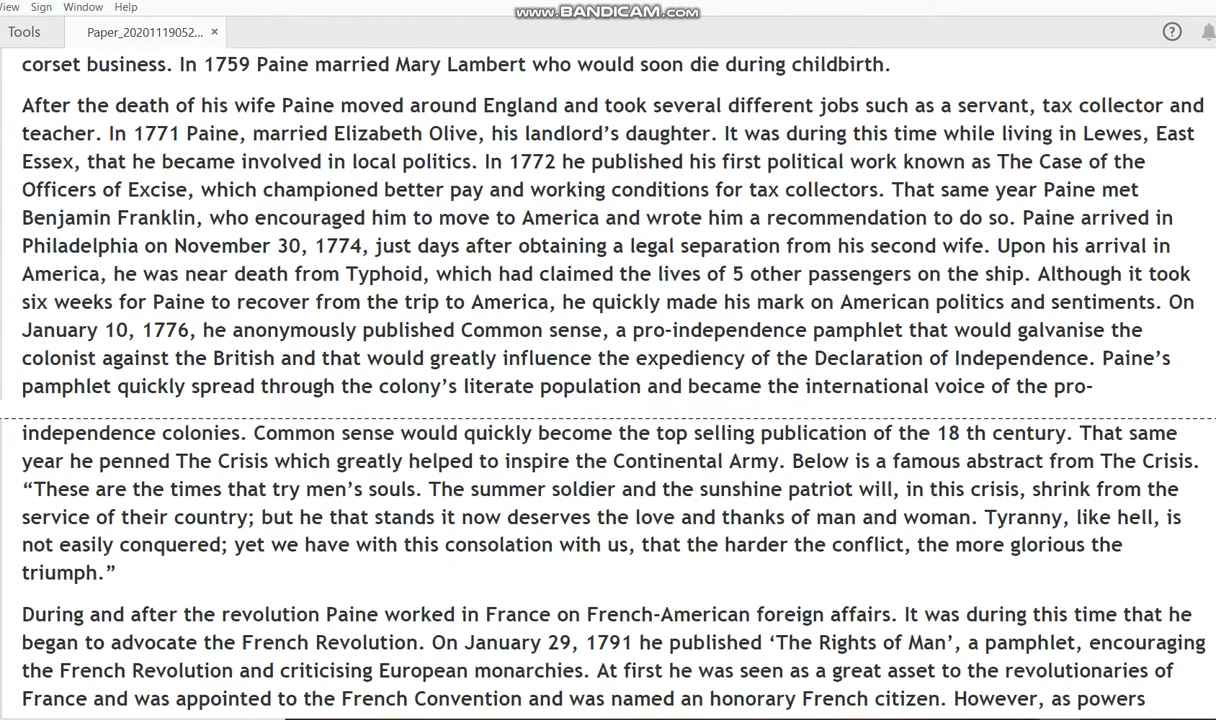 View Sign Window Help
www.BANDICAM.com
Tools Paper_20201119052... × ?
corset business. In 1759 Paine married Mary Lambert who would soon die during childbirth.
After the death of his wife Paine moved around England and took several different jobs such as a servant, tax collector and
teacher. In 1771 Paine, married Elizabeth Olive, his landlord’s daughter. It was during this time while living in Lewes, East
Essex, that he became involved in local politics. In 1772 he published his first political work known as The Case of the
Officers of Excise, which championed better pay and working conditions for tax collectors. That same year Paine met
Benjamin Franklin, who encouraged him to move to America and wrote him a recommendation to do so. Paine arrived in
Philadelphia on November 30, 1774, just days after obtaining a legal separation from his second wife. Upon his arrival in
America, he was near death from Typhoid, which had claimed the lives of 5 other passengers on the ship. Although it took
six weeks for Paine to recover from the trip to America, he quickly made his mark on American politics and sentiments. On
January 10, 1776, he anonymously published Common sense, a pro-independence pamphlet that would galvanise the
colonist against the British and that would greatly influence the expediency of the Declaration of Independence. Paine’s
pamphlet quickly spread through the colony’s literate population and became the international voice of the pro-
independence colonies. Common sense would quickly become the top selling publication of the 18 th century. That same
year he penned The Crisis which greatly helped to inspire the Continental Army. Below is a famous abstract from The Crisis.
“These are the times that try men’s souls. The summer soldier and the sunshine patriot will, in this crisis, shrink from the
service of their country; but he that stands it now deserves the love and thanks of man and woman. Tyranny, like hell, is
not easily conquered; yet we have with this consolation with us, that the harder the conflict, the more glorious the
triumph.”
During and after the revolution Paine worked in France on French-American foreign affairs. It was during this time that he
began to advocate the French Revolution. On January 29, 1791 he published ‘The Rights of Man’, a pamphlet, encouraging
the French Revolution and criticising European monarchies. At first he was seen as a great asset to the revolutionaries of
France and was appointed to the French Convention and was named an honorary French citizen. However, as powers